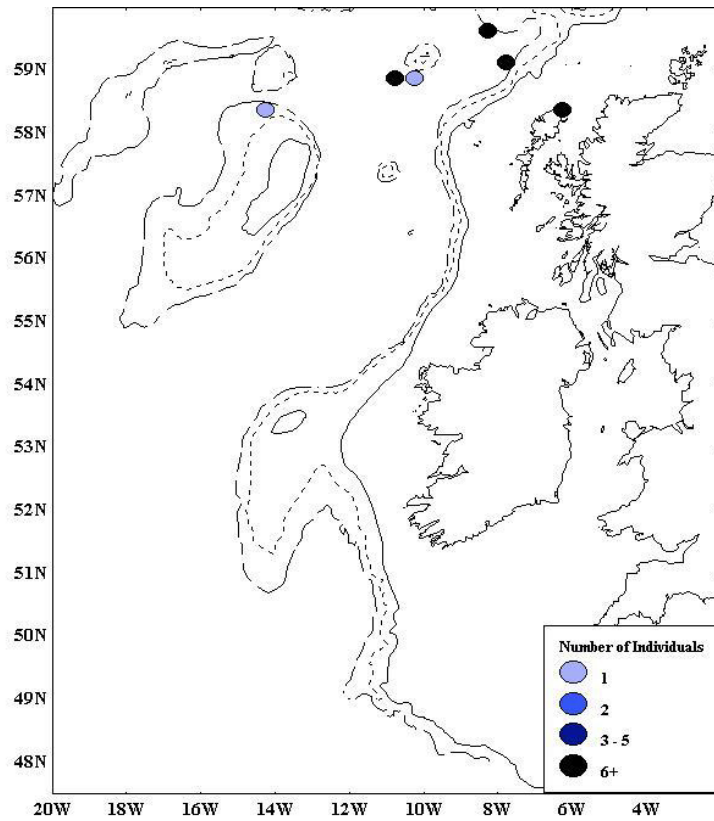 59N
58N
57N
56N
55N
54N
53N
52N
51N
50N
49N
48N
Number of Individuals
1
2
3 - 5
6+
20W 18W 16W 14W 12W 10W 8W 6W 4W